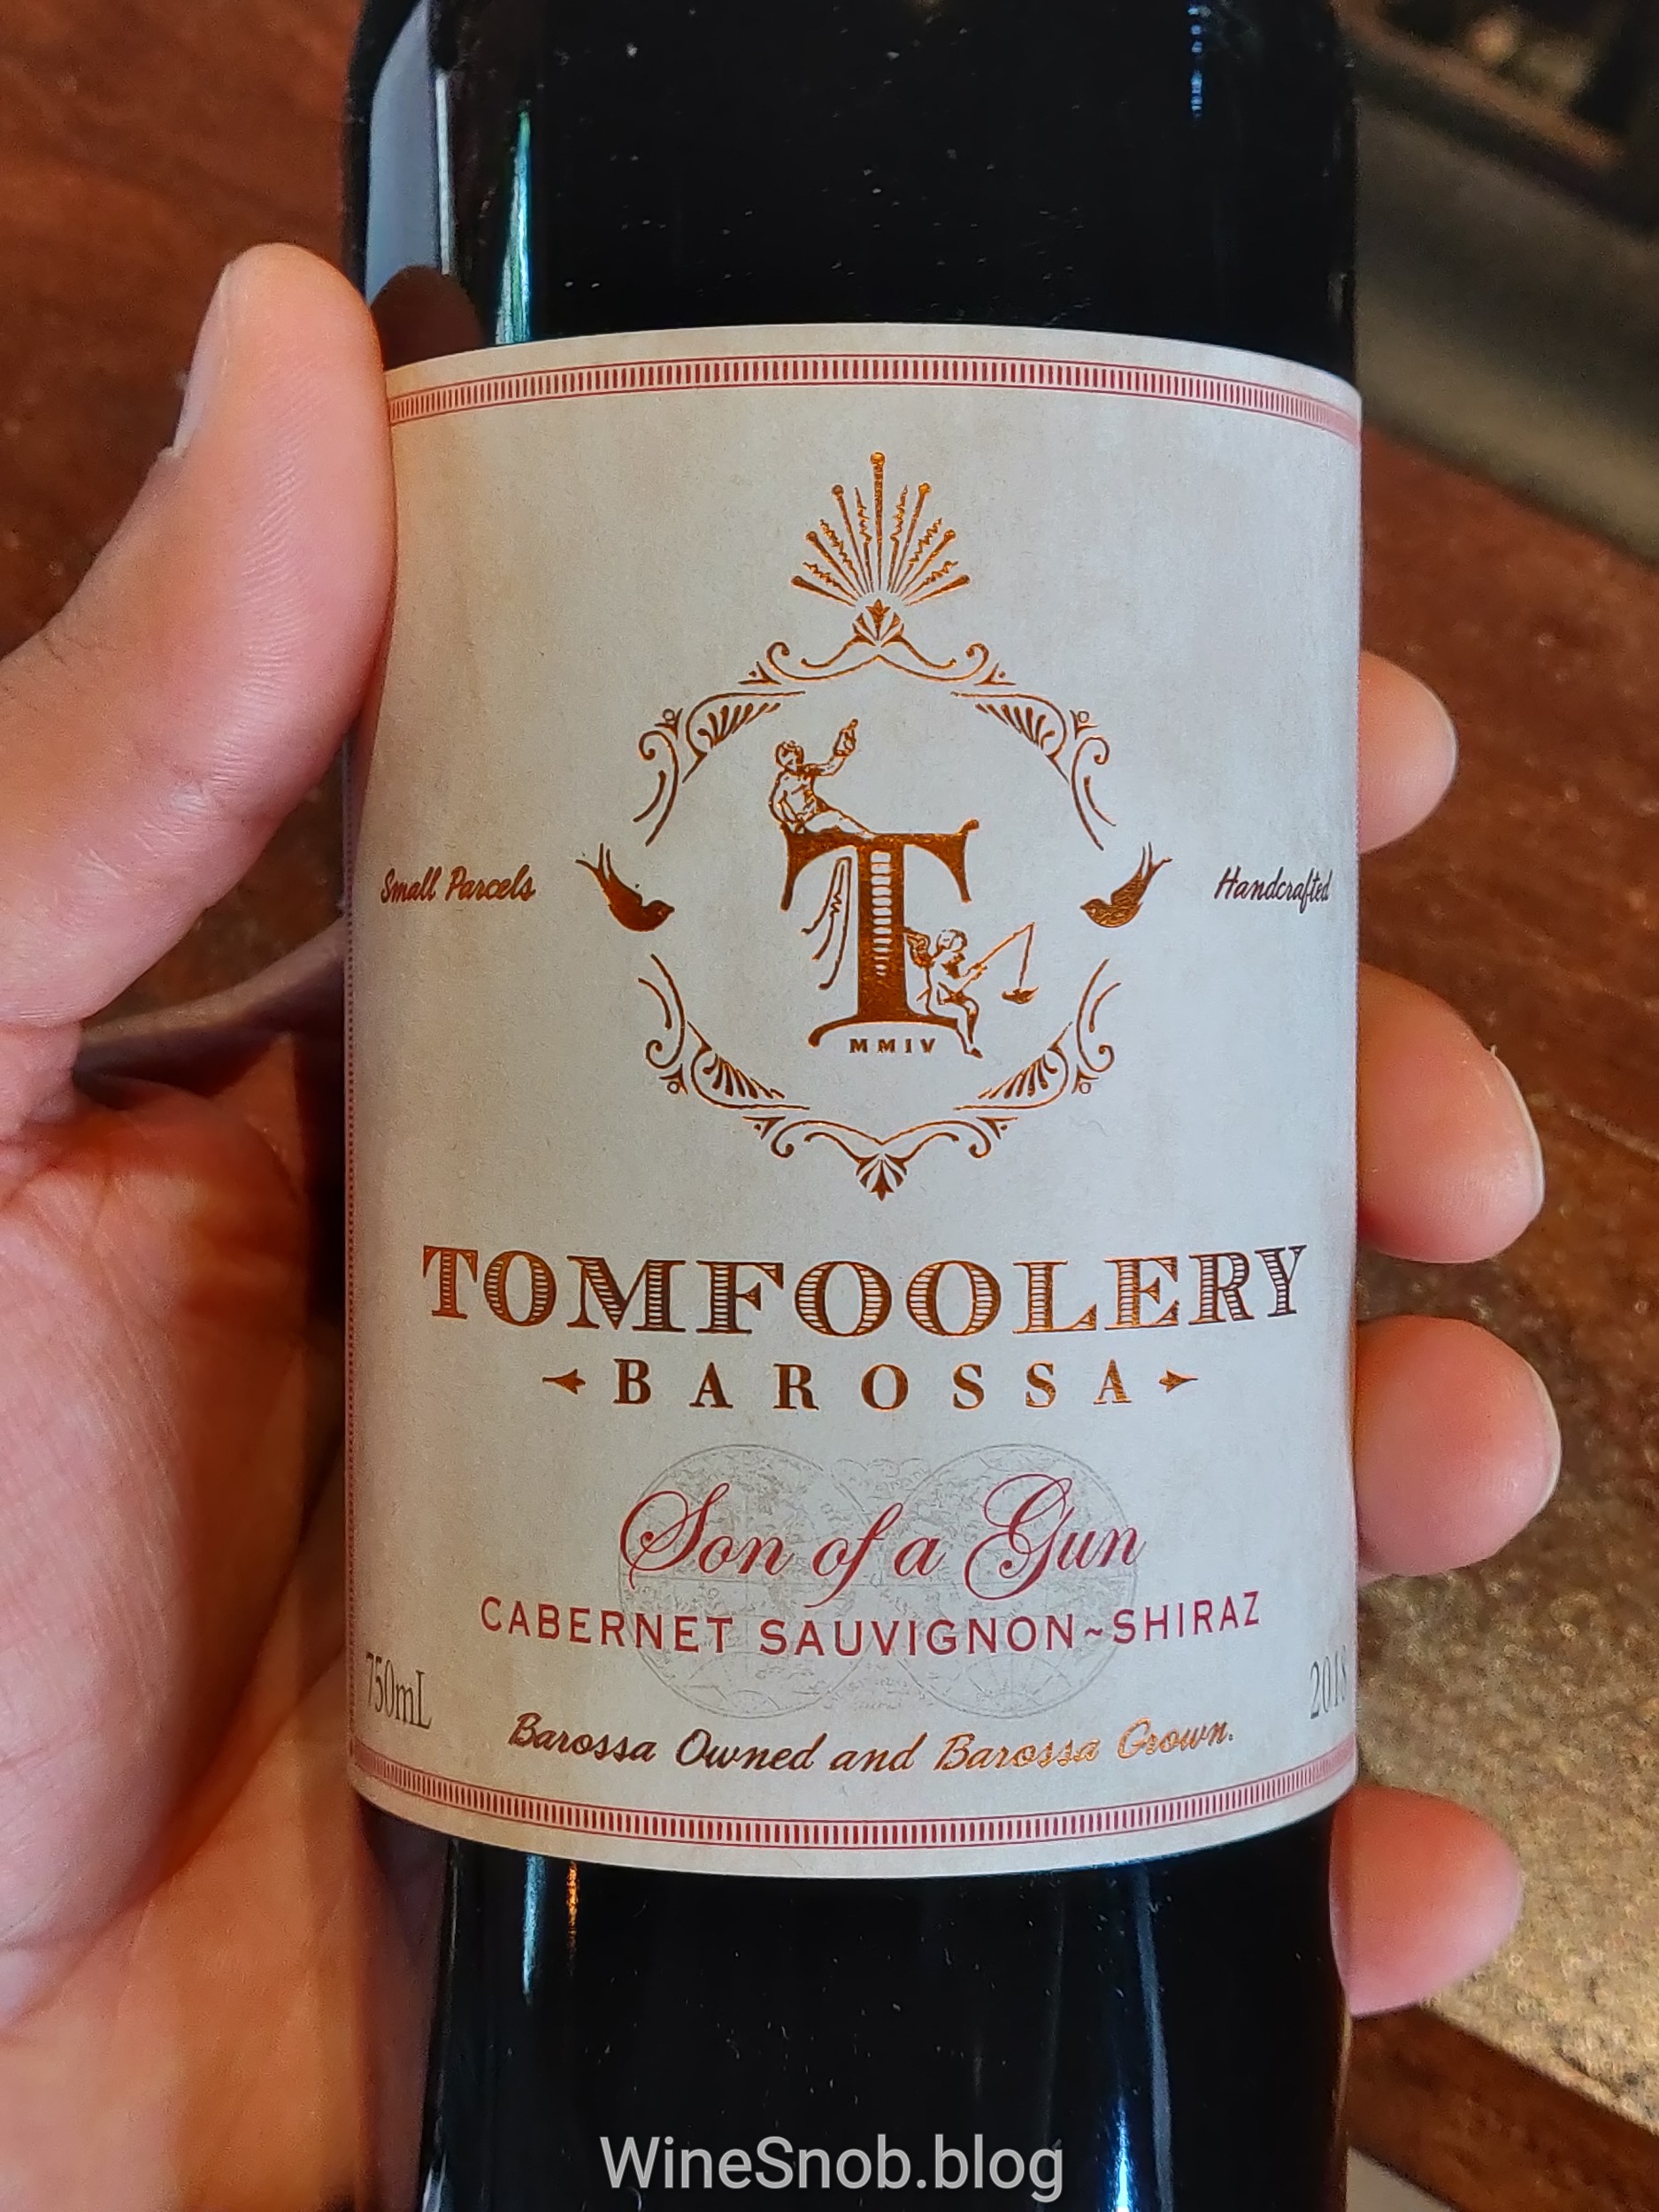 Small Parcels
Handcrafted
MMIV
TOMFOOLERY
BAROSSA
Son of a Gun
CABERNET SAUVIGNON~SHIRAZ
750mL
2018
Barossa Owned and Barossa Grown.
WineSnob.blog